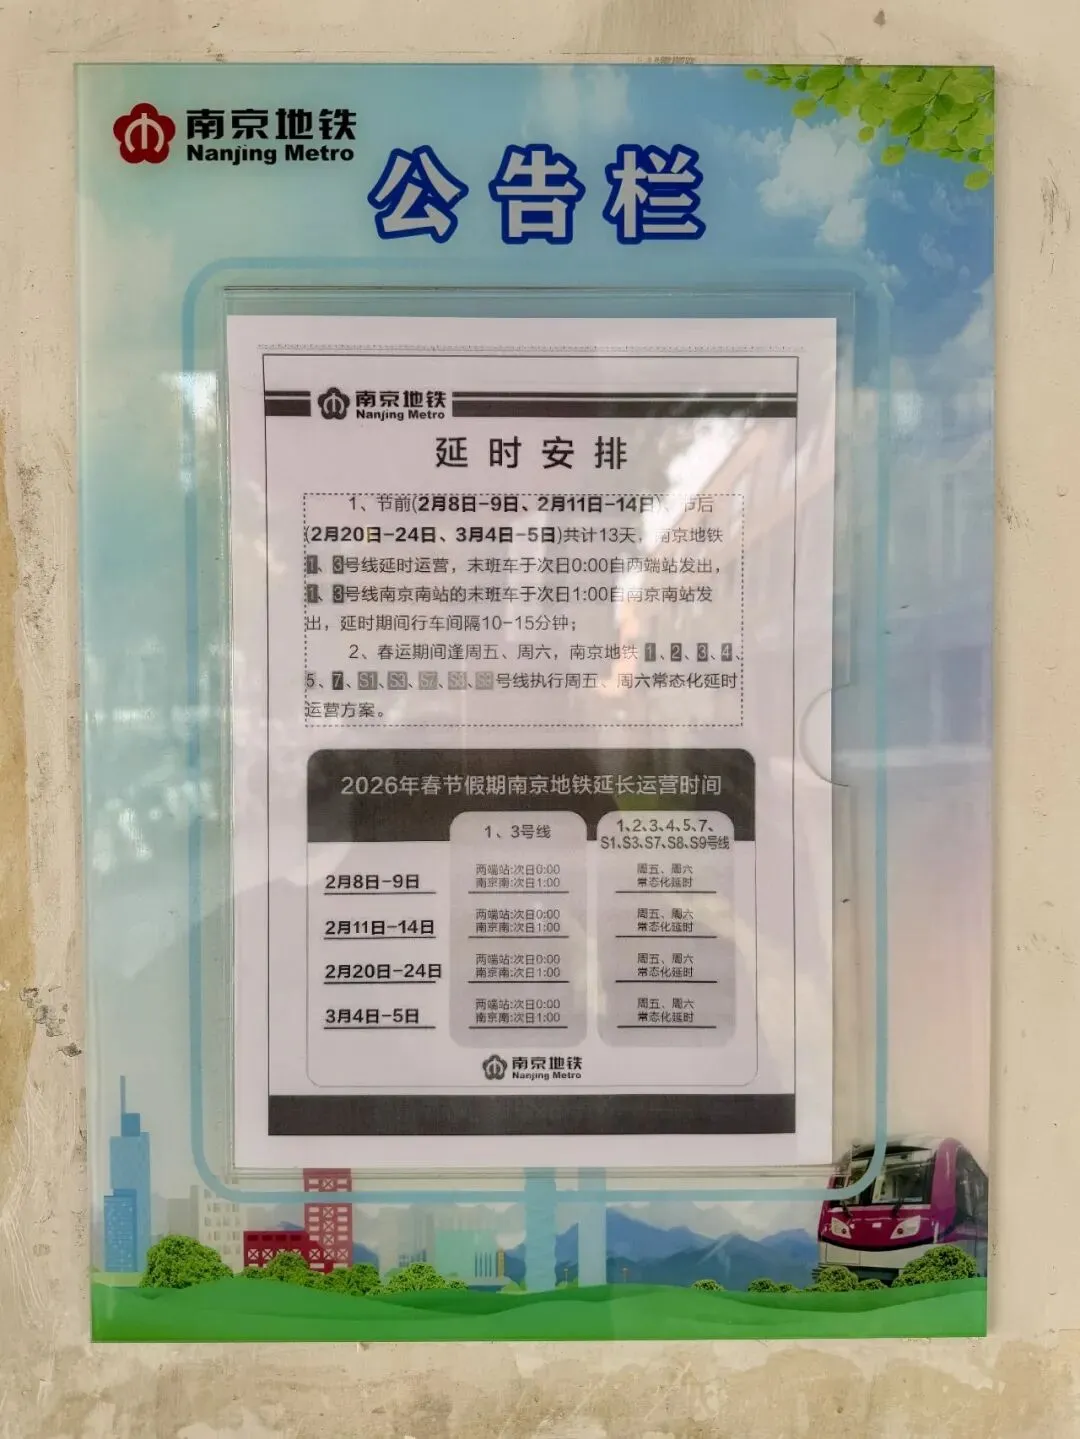 南京地铁
Nanjing Metro
公告栏
南京地铁
Nanjing Metro
延时安排
1、节前(2月8日-9日、2月11日-14日)、节后
(2月20日-24日、3月4日-5日)共计13天，南京地铁
1、3号线延时运营，末班车于次日0:00自两端站发出，
1、3号线南京南站的末班车于次日1:00自南京南站发
出，延时期间行车间隔10-15分钟；
2、春运期间逢周五、周六，南京地铁1、2、3、4、
5、7、S1、S3、S7、S8、S9号线执行周五、周六常态化延时
运营方案。
2026年春节假期南京地铁延长运营时间
1、3号线
1、2、3、4、5、7、
S1、S3、S7、S8、S9号线
2月8日-9日
两端站:次日0:00
南京南:次日1:00
周五、周六
常态化延时
2月11日-14日
两端站:次日0:00
南京南:次日1:00
周五、周六
常态化延时
2月20日-24日
两端站:次日0:00
南京南:次日1:00
周五、周六
常态化延时
3月4日-5日
两端站:次日0:00
南京南:次日1:00
周五、周六
常态化延时
南京地铁
Nanjing Metro